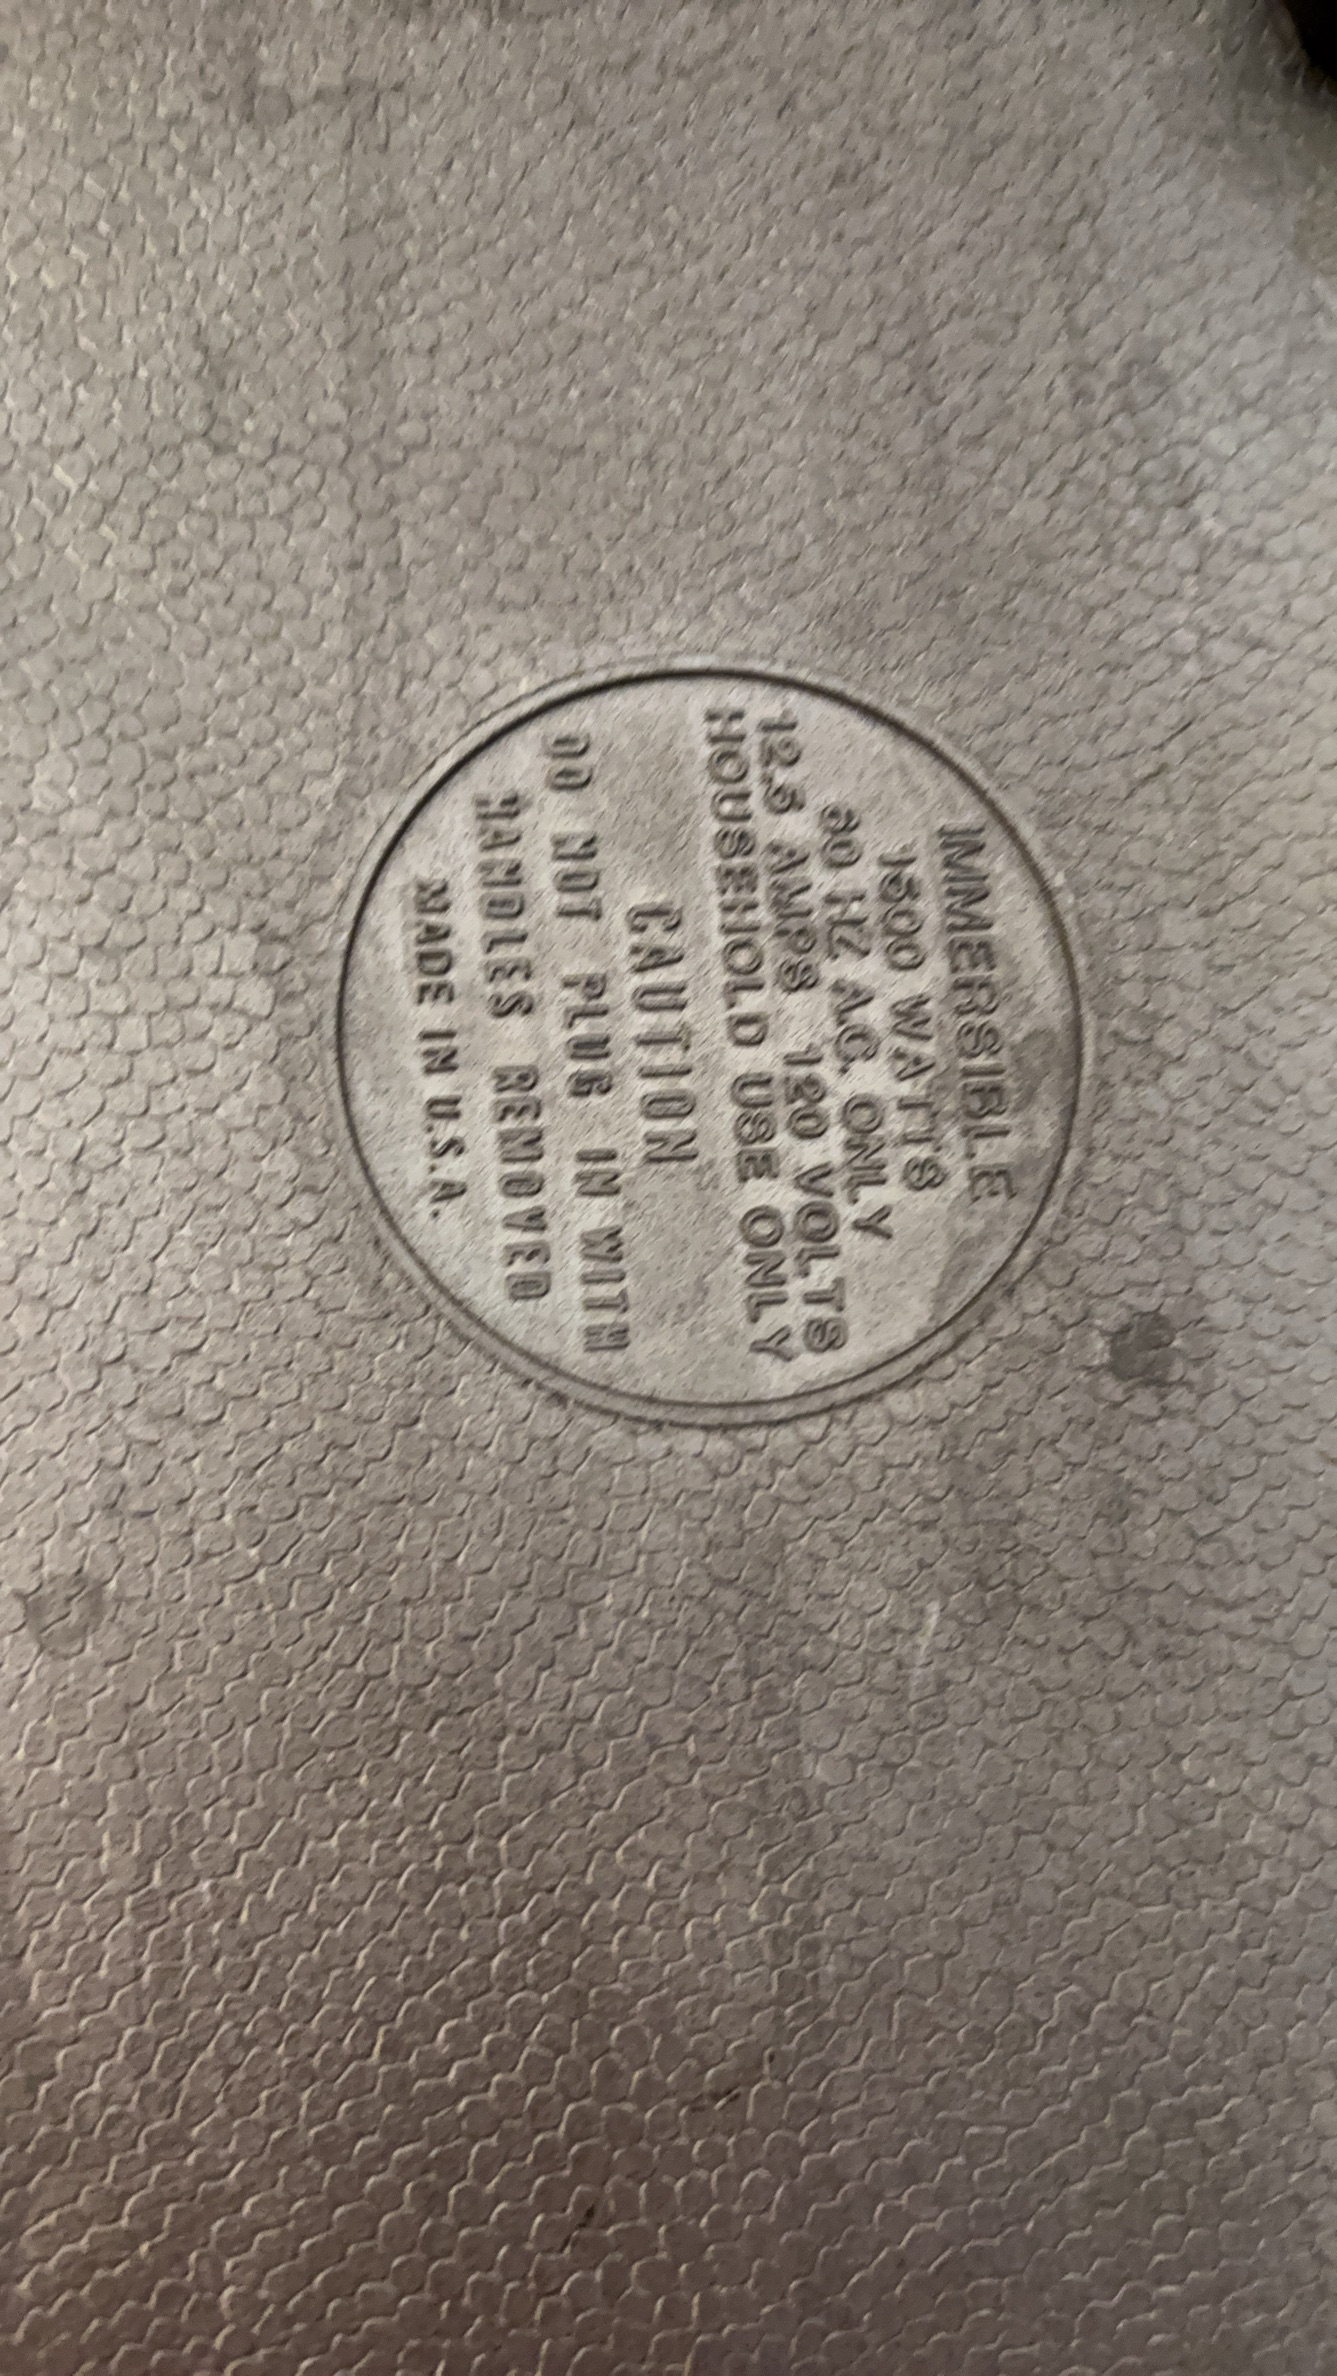 IMMERSIBLE
1500 WATTS
60 HZ A.C. ONLY
12.5 AMPS 120 VOLTS
HOUSEHOLD USE ONLY
CAUTION
DO NOT PLUG IN WITH
HANDLES REMOVED
MADE IN U.S.A.